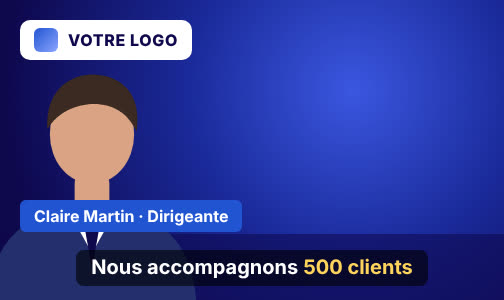 VOTRE LOGO
Claire Martin · Dirigeante
Nous accompagnons 500 clients